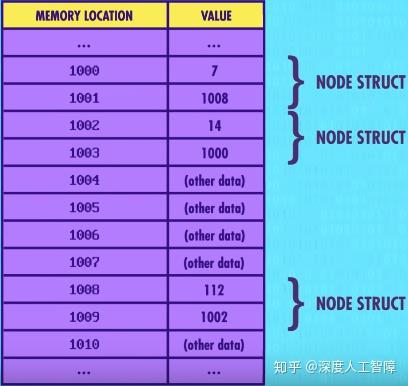 MEMORY LOCATION VALUE
... ...
1000 7
1001 1008
NODE STRUCT
1002 14
1003 1000
NODE STRUCT
1004 (other data)
1005 (other data)
1006 (other data)
1007 (other data)
1008 112
1009 1002
NODE STRUCT
1010 (other data)
... ...
知乎 @深度人工智障